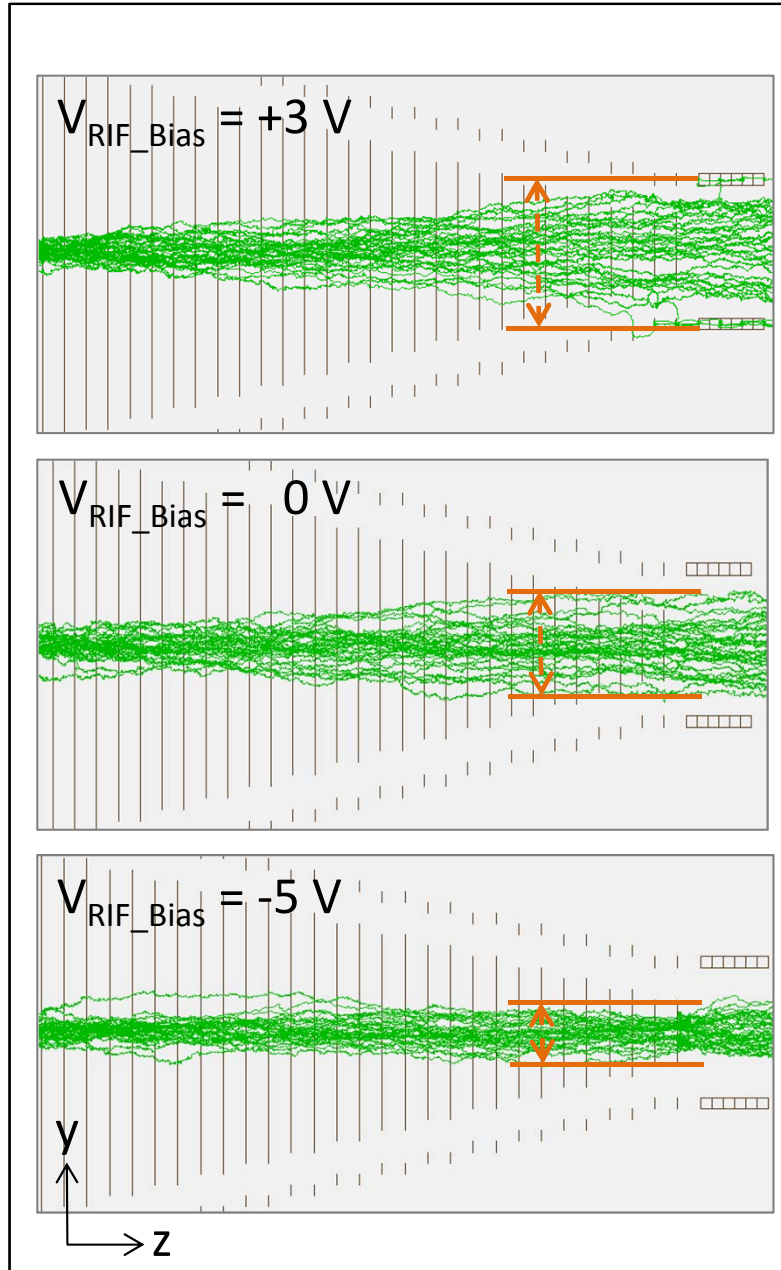 V_RIF_Bias = +3 V
V_RIF_Bias = 0 V
V_RIF_Bias = -5 V
y
z